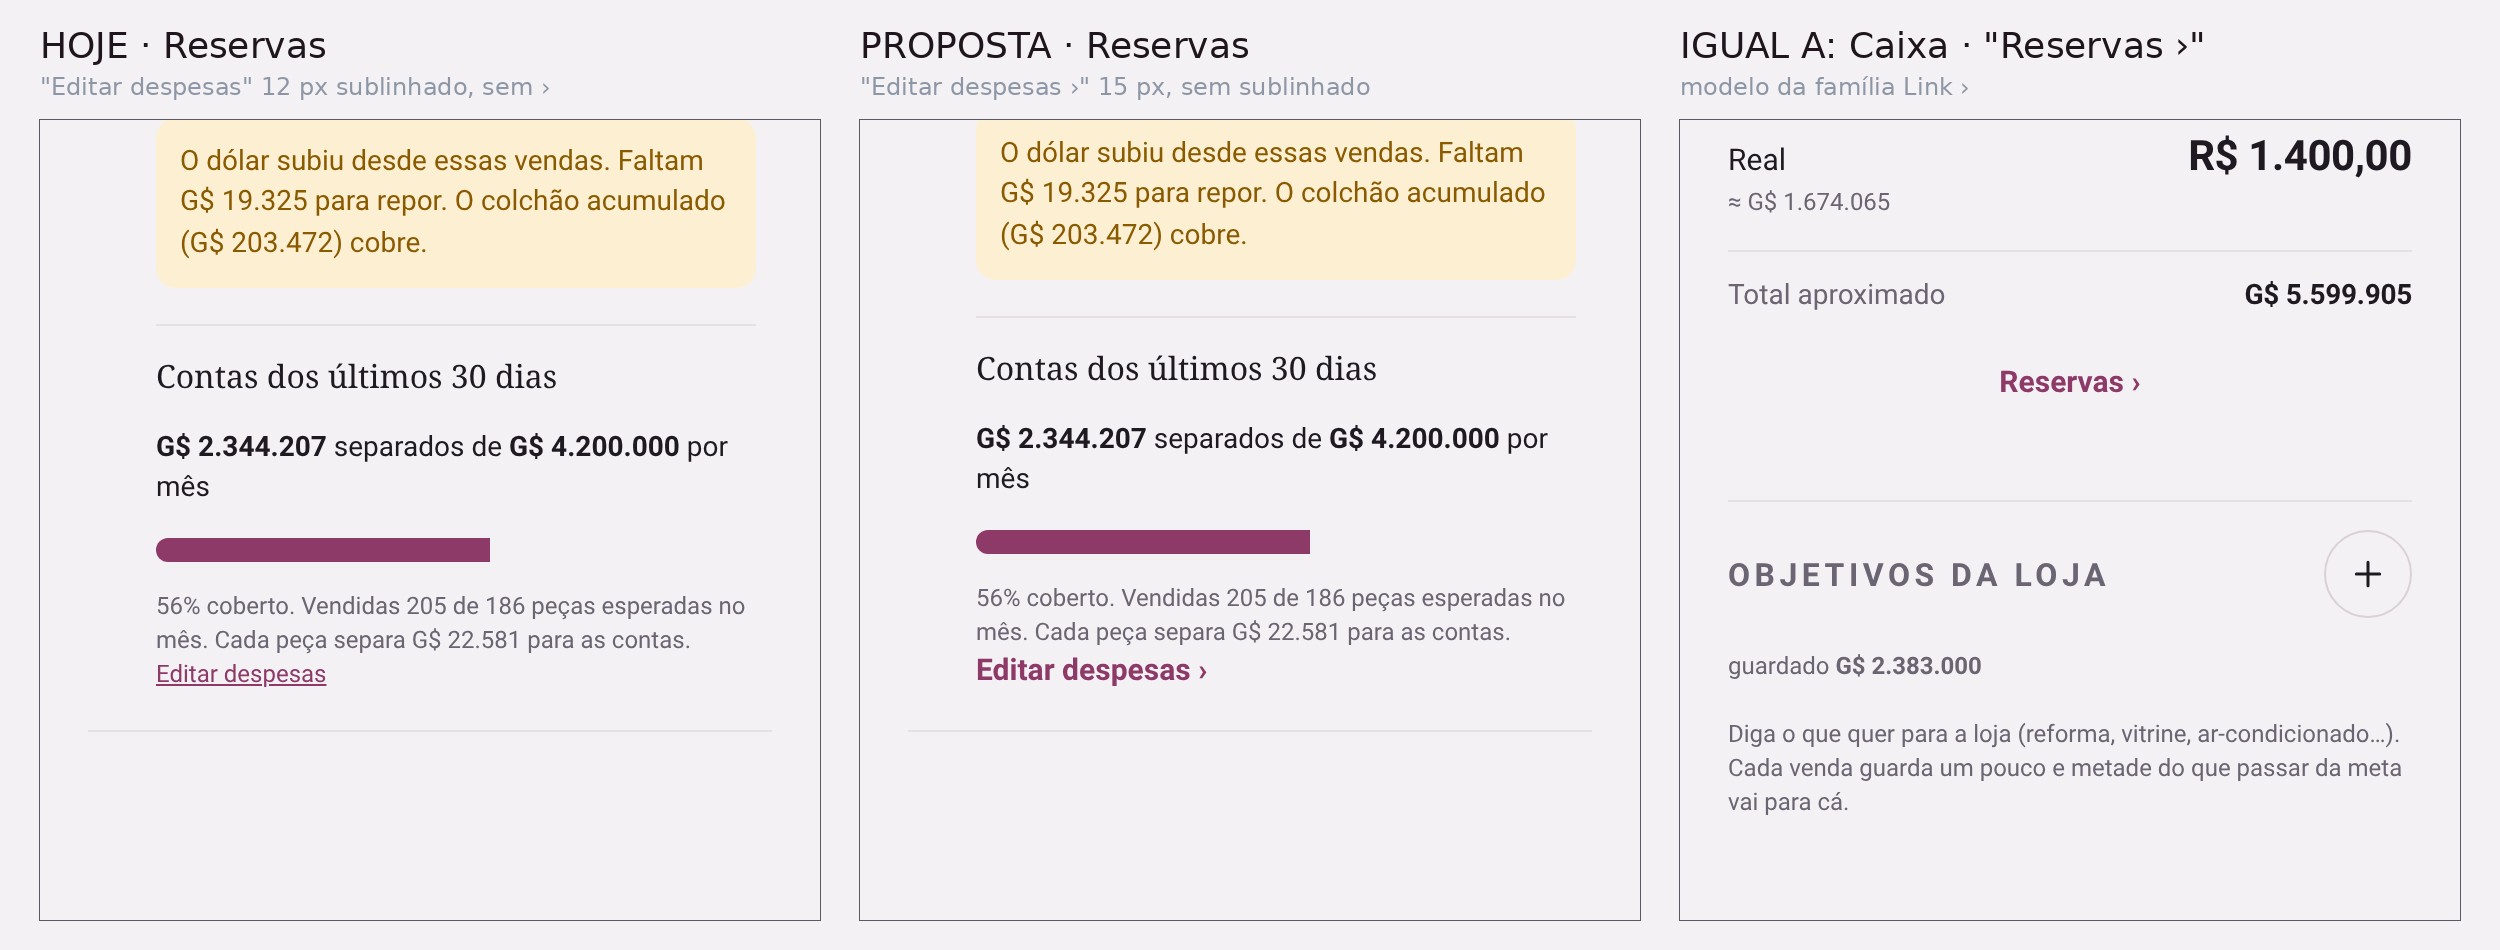 HOJE · Reservas
"Editar despesas" 12 px sublinhado, sem ›
O dólar subiu desde essas vendas. Faltam
G$ 19.325 para repor. O colchão acumulado
(G$ 203.472) cobre.
Contas dos últimos 30 dias
G$ 2.344.207 separados de G$ 4.200.000 por
mês
56% coberto. Vendidas 205 de 186 peças esperadas no
mês. Cada peça separa G$ 22.581 para as contas.
Editar despesas
PROPOSTA · Reservas
"Editar despesas ›" 15 px, sem sublinhado
O dólar subiu desde essas vendas. Faltam
G$ 19.325 para repor. O colchão acumulado
(G$ 203.472) cobre.
Contas dos últimos 30 dias
G$ 2.344.207 separados de G$ 4.200.000 por
mês
56% coberto. Vendidas 205 de 186 peças esperadas no
mês. Cada peça separa G$ 22.581 para as contas.
Editar despesas ›
IGUAL A: Caixa · "Reservas ›"
modelo da família Link ›
Real R$ 1.400,00
≈ G$ 1.674.065
Total aproximado G$ 5.599.905
Reservas ›
OBJETIVOS DA LOJA +
guardado G$ 2.383.000
Diga o que quer para a loja (reforma, vitrine, ar-condicionado…).
Cada venda guarda um pouco e metade do que passar da meta
vai para cá.